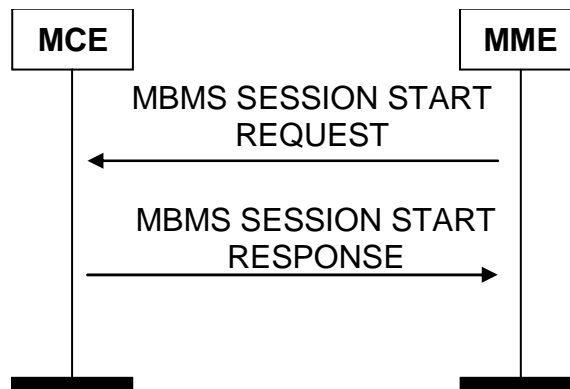 MCE
MME
MBMS SESSION START
REQUEST
MBMS SESSION START
RESPONSE